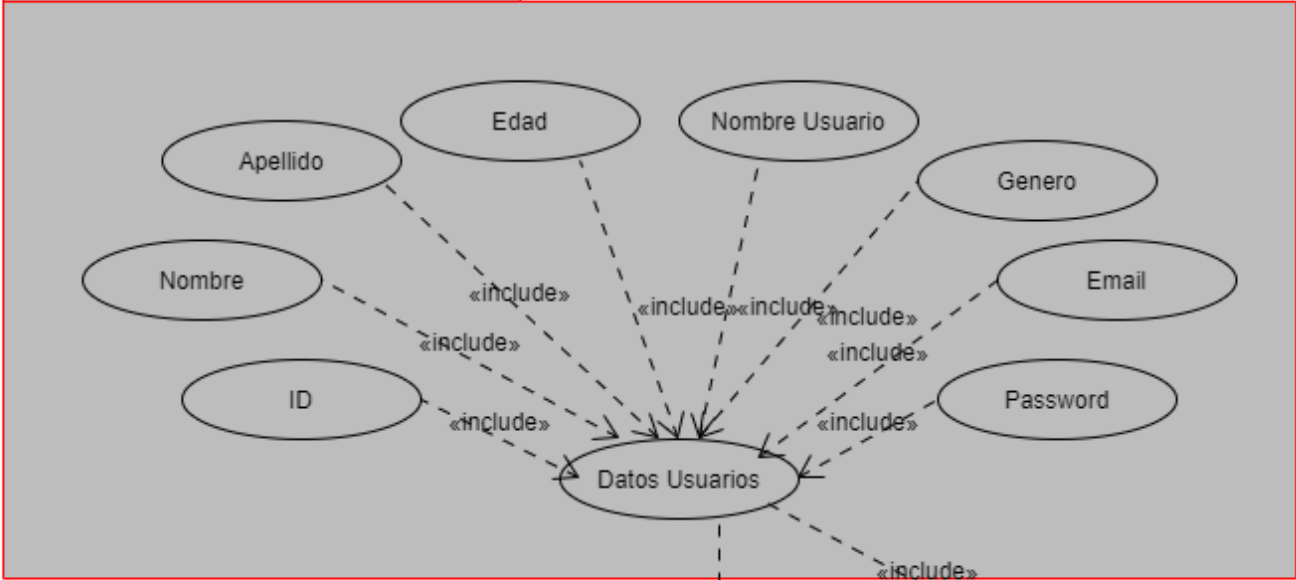 Edad
Nombre Usuario
Apellido
Genero
Nombre
Email
«include»
«include»
«include»
«include»
«include»
«include»
ID
Password
«include»
«include»
Datos Usuarios
«include»